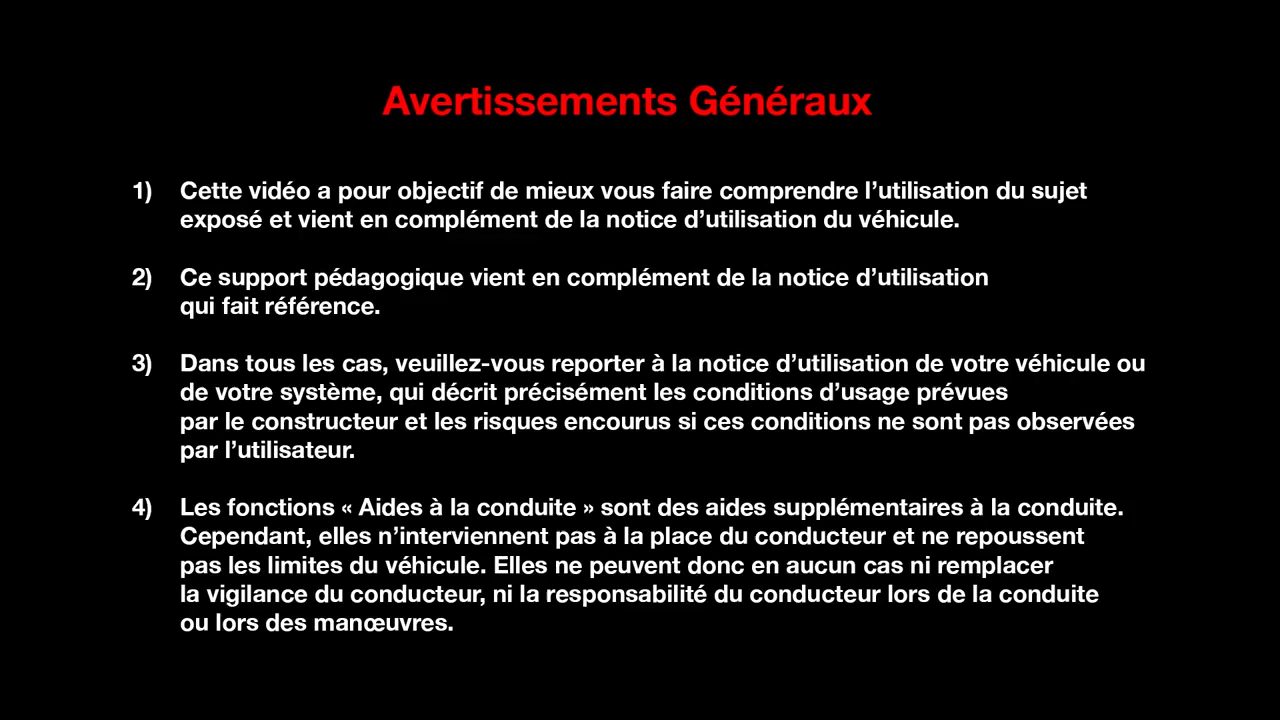 Avertissements Généraux
1) Cette vidéo a pour objectif de mieux vous faire comprendre l’utilisation du sujet
exposé et vient en complément de la notice d’utilisation du véhicule.
2) Ce support pédagogique vient en complément de la notice d’utilisation
qui fait référence.
3) Dans tous les cas, veuillez-vous reporter à la notice d’utilisation de votre véhicule ou
de votre système, qui décrit précisément les conditions d’usage prévues
par le constructeur et les risques encourus si ces conditions ne sont pas observées
par l’utilisateur.
4) Les fonctions « Aides à la conduite » sont des aides supplémentaires à la conduite.
Cependant, elles n’interviennent pas à la place du conducteur et ne repoussent
pas les limites du véhicule. Elles ne peuvent donc en aucun cas ni remplacer
la vigilance du conducteur, ni la responsabilité du conducteur lors de la conduite
ou lors des manœuvres.